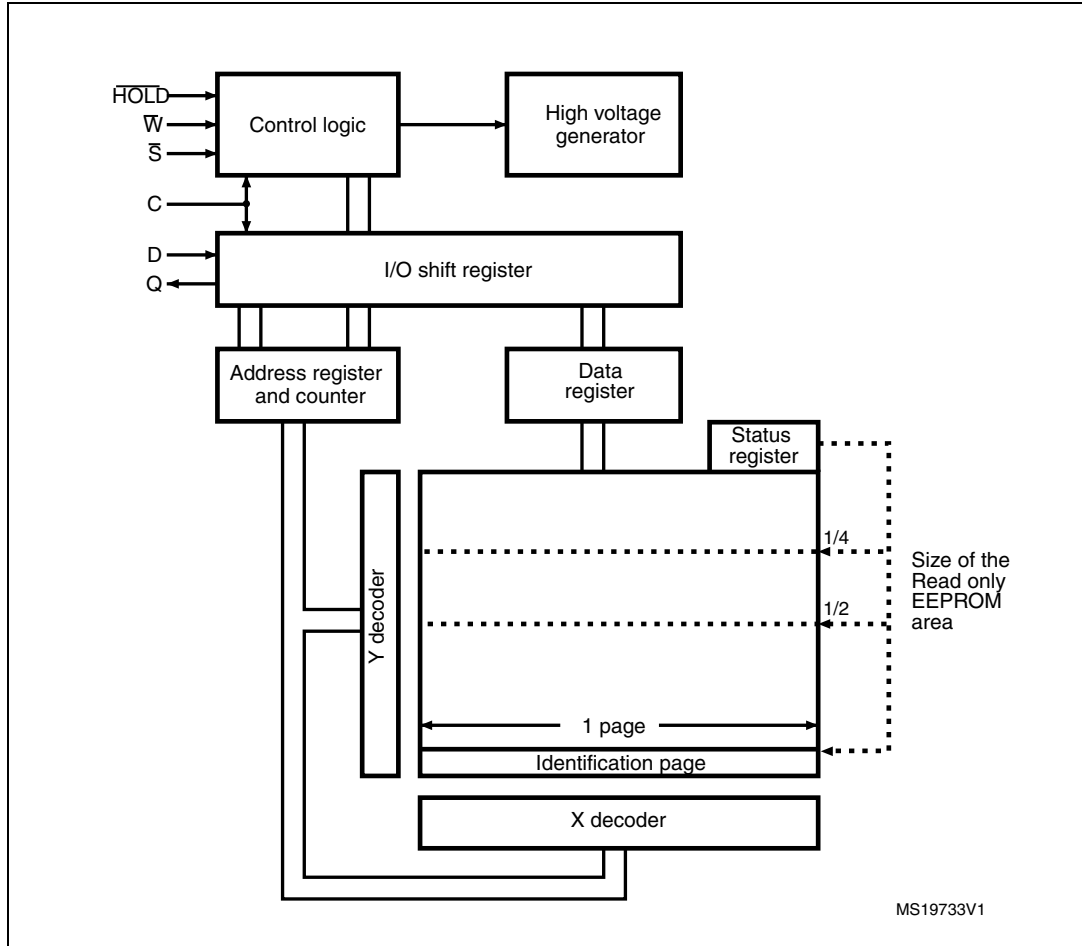 H̅O̅L̅D̅
W̅
S̅
Control logic
High voltage
generator
C
D
Q
I/O shift register
Address register
and counter
Data
register
Status
register
Y decoder
1/4
1/2
Size of the
Read only
EEPROM
area
1 page
Identification page
X decoder
MS19733V1